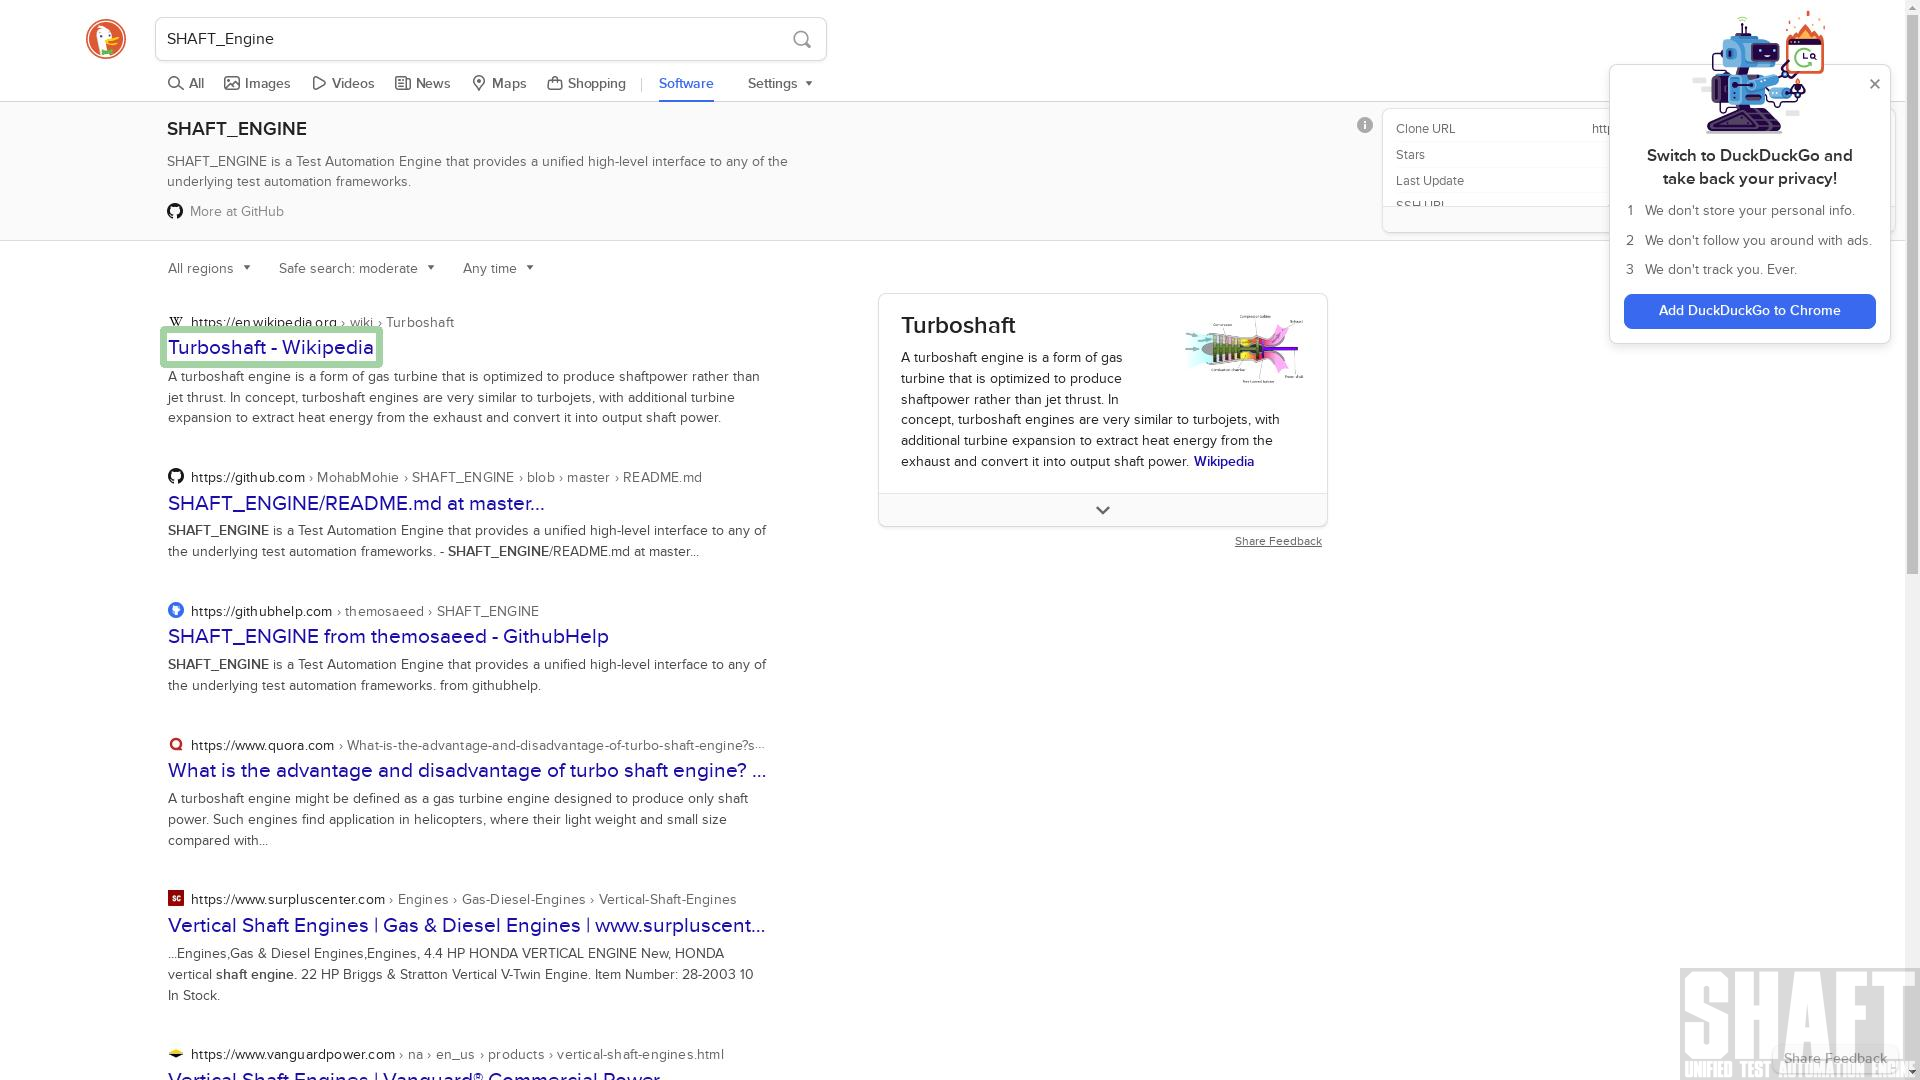 SHAFT_Engine
All
Images
Videos
News
Maps
Shopping
Software
Settings
SHAFT_ENGINE
SHAFT_ENGINE is a Test Automation Engine that provides a unified high-level interface to any of the
underlying test automation frameworks.
More at GitHub
Clone URL
Stars
Last Update
SSH URL
Switch to DuckDuckGo and
take back your privacy!
1 We don't store your personal info.
2 We don't follow you around with ads.
3 We don't track you. Ever.
Add DuckDuckGo to Chrome
All regions
Safe search: moderate
Any time
https://en.wikipedia.org › wiki › Turboshaft
Turboshaft - Wikipedia
A turboshaft engine is a form of gas turbine that is optimized to produce shaftpower rather than
jet thrust. In concept, turboshaft engines are very similar to turbojets, with additional turbine
expansion to extract heat energy from the exhaust and convert it into output shaft power.
https://github.com › MohabMohie › SHAFT_ENGINE › blob › master › README.md
SHAFT_ENGINE/README.md at master...
SHAFT_ENGINE is a Test Automation Engine that provides a unified high-level interface to any of
the underlying test automation frameworks. - SHAFT_ENGINE/README.md at master...
https://githubhelp.com › themosaeed › SHAFT_ENGINE
SHAFT_ENGINE from themosaeed - GithubHelp
SHAFT_ENGINE is a Test Automation Engine that provides a unified high-level interface to any of
the underlying test automation frameworks. from githubhelp.
https://www.quora.com › What-is-the-advantage-and-disadvantage-of-turbo-shaft-engine?s...
What is the advantage and disadvantage of turbo shaft engine? ...
A turboshaft engine might be defined as a gas turbine engine designed to produce only shaft
power. Such engines find application in helicopters, where their light weight and small size
compared with...
https://www.surpluscenter.com › Engines › Gas-Diesel-Engines › Vertical-Shaft-Engines
Vertical Shaft Engines | Gas & Diesel Engines | www.surpluscent...
...Engines,Gas & Diesel Engines,Engines, 4.4 HP HONDA VERTICAL ENGINE New, HONDA
vertical shaft engine. 22 HP Briggs & Stratton Vertical V-Twin Engine. Item Number: 28-2003 10
In Stock.
https://www.vanguardpower.com › na › en_us › products › vertical-shaft-engines.html
Vertical Shaft Engines | Vanguard® Commercial Power
Turboshaft
A turboshaft engine is a form of gas
turbine that is optimized to produce
shaftpower rather than jet thrust. In
concept, turboshaft engines are very similar to turbojets, with
additional turbine expansion to extract heat energy from the
exhaust and convert it into output shaft power. Wikipedia
Share Feedback
SHAFT
Share Feedback
UNIFIED TEST AUTOMATION ENGINE